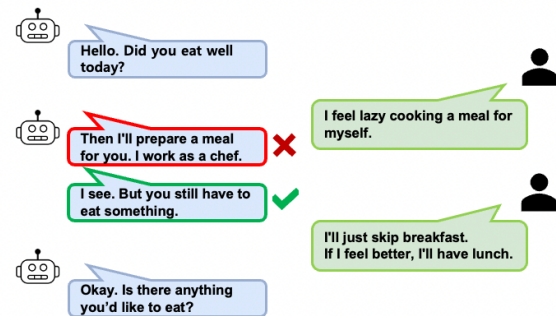 Hello. Did you eat well
today?
I feel lazy cooking a meal for
myself.
Then I'll prepare a meal
for you. I work as a chef.
I see. But you still have to
eat something.
I'll just skip breakfast.
If I feel better, I'll have lunch.
Okay. Is there anything
you'd like to eat?